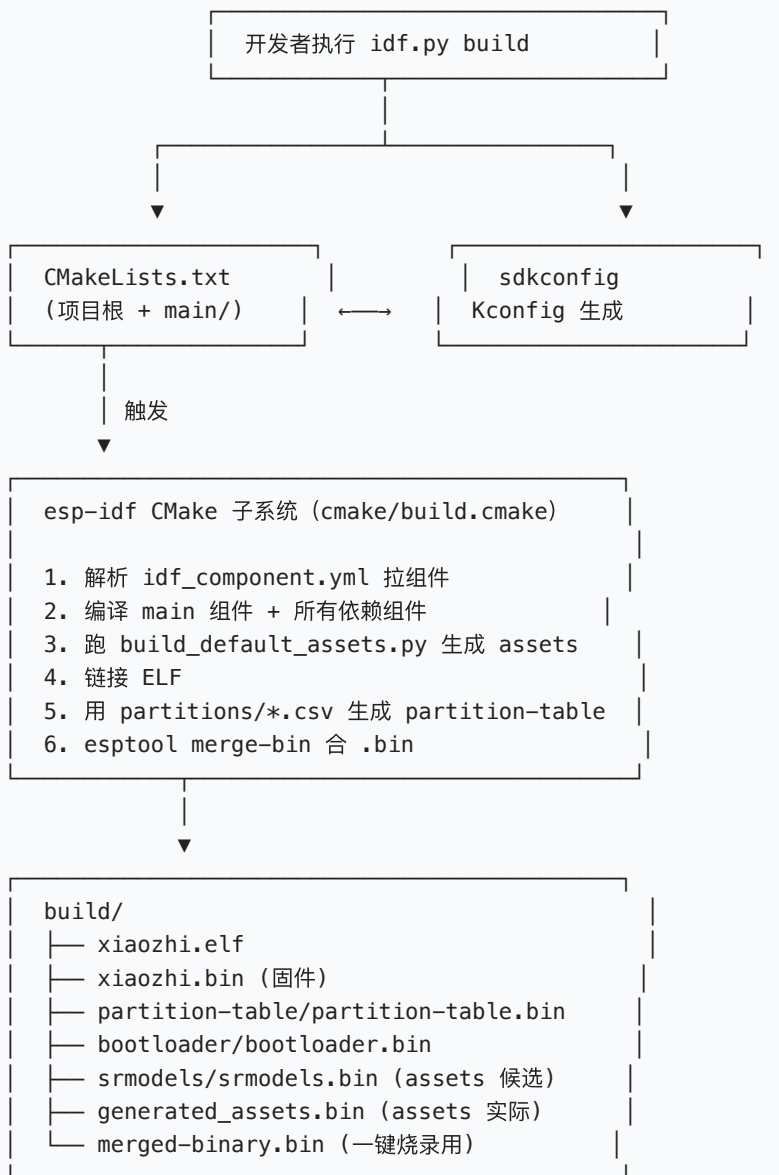 开发者执行 idf.py build
CMakeLists.txt
(项目根 + main/)
←──→
sdkconfig
Kconfig 生成
触发
esp-idf CMake 子系统（cmake/build.cmake）
1. 解析 idf_component.yml 拉组件
2. 编译 main 组件 + 所有依赖组件
3. 跑 build_default_assets.py 生成 assets
4. 链接 ELF
5. 用 partitions/*.csv 生成 partition-table
6. esptool merge-bin 合 .bin
build/
├── xiaozhi.elf
├── xiaozhi.bin (固件)
├── partition-table/partition-table.bin
├── bootloader/bootloader.bin
├── srmodels/srmodels.bin (assets 候选)
├── generated_assets.bin (assets 实际)
└── merged-binary.bin (一键烧录用)